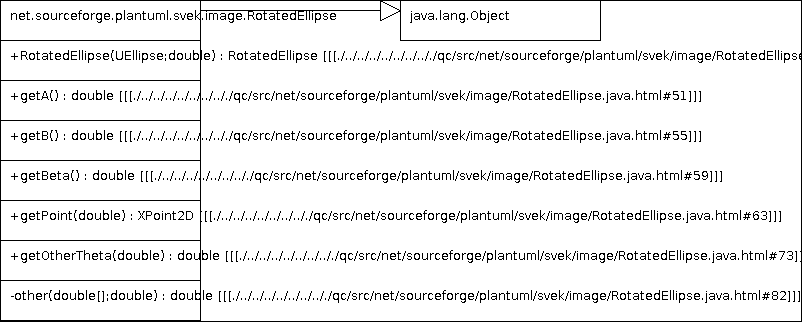 net.sourceforge.plantuml.svek.image.RotatedEllipse
java.lang.Object
+RotatedEllipse(UEllipse;double) : RotatedEllipse [[[./../../../../../../../../qc/src/net/sourceforge/plantuml/svek/image/RotatedEllipse
+getA() : double [[[./../../../../../../../../qc/src/net/sourceforge/plantuml/svek/image/RotatedEllipse.java.html#51]]]
+getB() : double [[[./../../../../../../../../qc/src/net/sourceforge/plantuml/svek/image/RotatedEllipse.java.html#55]]]
+getBeta() : double [[[./../../../../../../../../qc/src/net/sourceforge/plantuml/svek/image/RotatedEllipse.java.html#59]]]
+getPoint(double) : XPoint2D [[[./../../../../../../../../qc/src/net/sourceforge/plantuml/svek/image/RotatedEllipse.java.html#63]]]
+getOtherTheta(double) : double [[[./../../../../../../../../qc/src/net/sourceforge/plantuml/svek/image/RotatedEllipse.java.html#73]]
-other(double[];double) : double [[[./../../../../../../../../qc/src/net/sourceforge/plantuml/svek/image/RotatedEllipse.java.html#82]]]